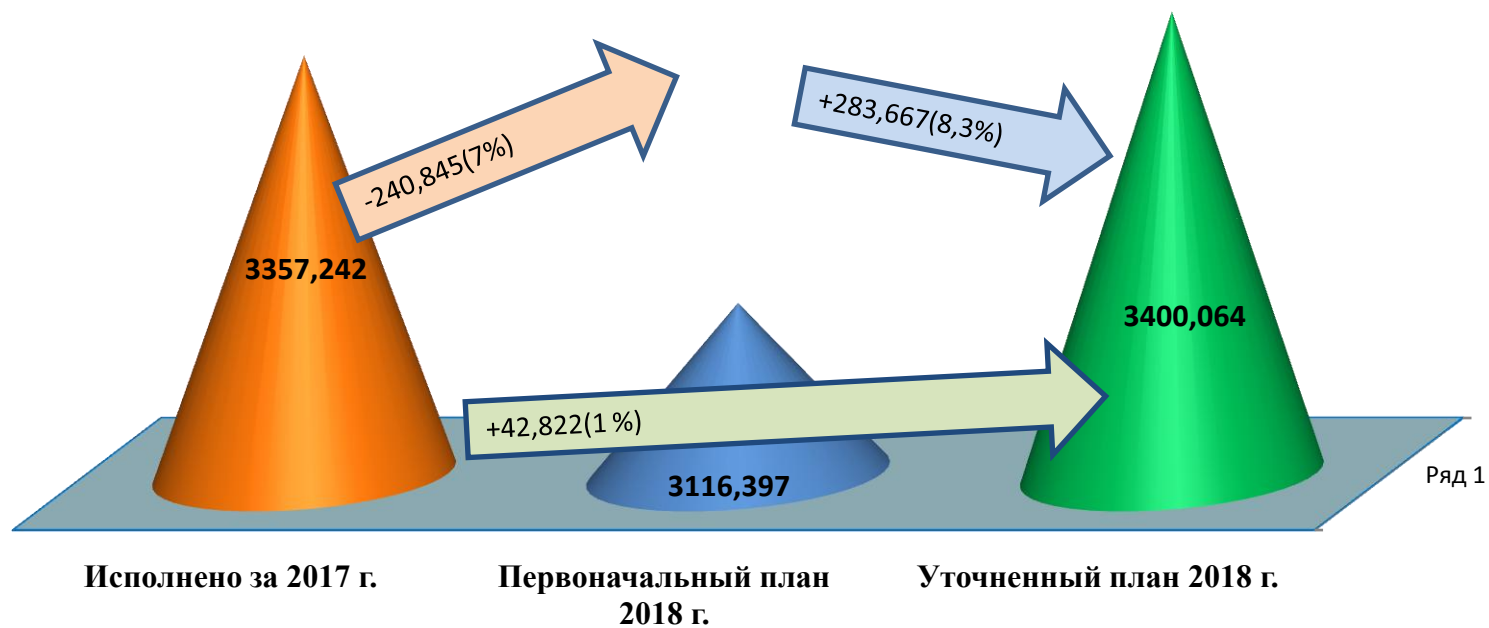 -240,845(7%)
+283,667(8,3%)
3357,242
3400,064
+42,822(1 %)
3116,397
Ряд 1
Исполнено за 2017 г.
Первоначальный план
2018 г.
Уточненный план 2018 г.